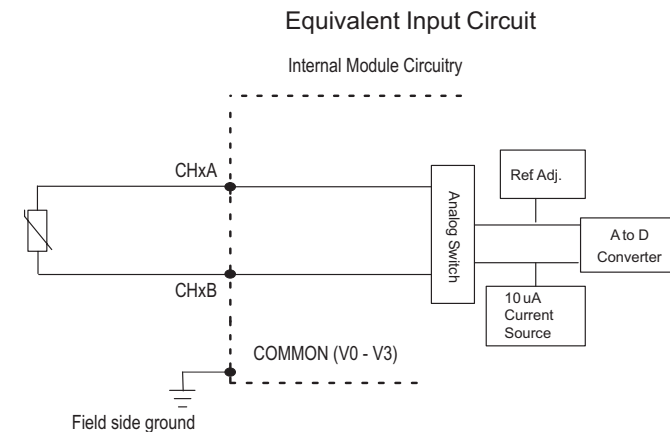 Equivalent Input Circuit
Internal Module Circuitry
CHxA
Analog Switch
Ref Adj.
A to D
Converter
CHxB
10 uA
Current
Source
COMMON (V0 - V3)
Field side ground